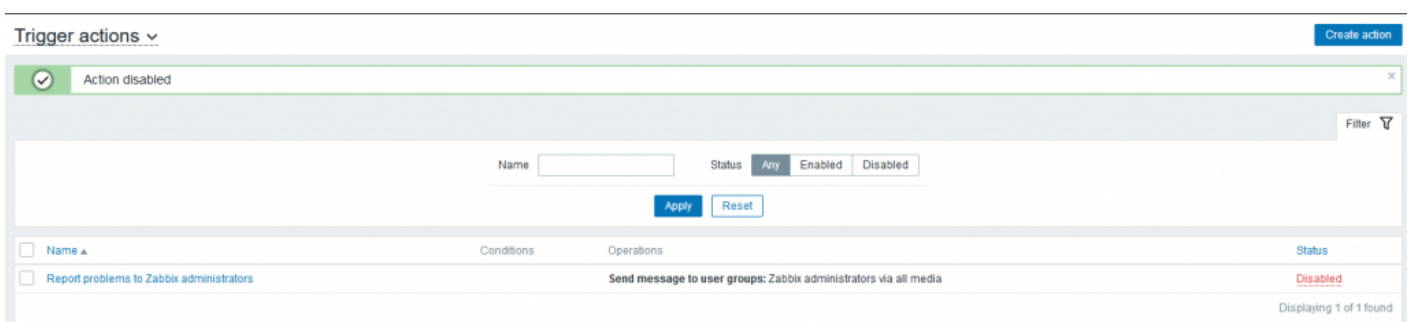 Trigger actions
Create action
Action disabled
Filter
Name Status Any Enabled Disabled
Apply Reset
Name Conditions Operations Status
Report problems to Zabbix administrators Send message to user groups: Zabbix administrators via all media Disabled
Displaying 1 of 1 found